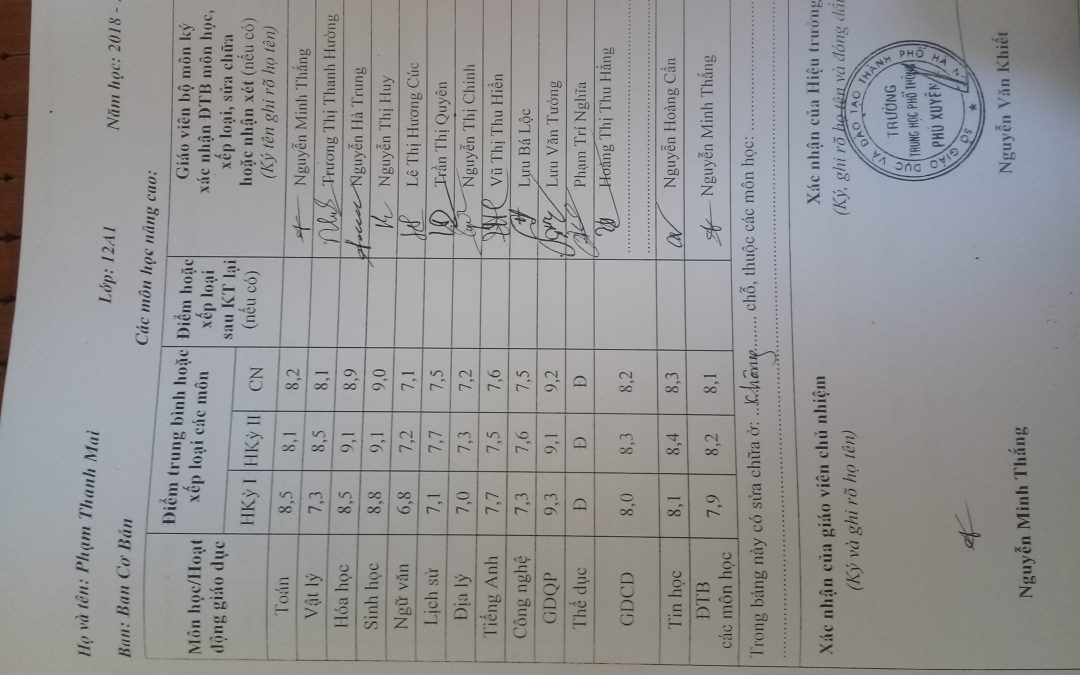 Họ và tên: Phạm Thanh Mai Lớp: 12A1 Năm học: 2018 -
Ban: Ban Cơ Bản Các môn học nâng cao:
Môn học/Hoạt động giáo dục | Điểm trung bình hoặc xếp loại các môn | Điểm hoặc xếp loại sau KT lại (nếu có) | Giáo viên bộ môn ký xác nhận ĐTB môn học, xếp loại, sửa chữa hoặc nhận xét (nếu có) (Ký tên ghi rõ họ tên)
HKỳ I | HKỳ II | CN
Toán | 8,5 | 8,1 | 8,2 | Nguyễn Minh Thắng
Vật lý | 7,3 | 8,5 | 8,1 | Trương Thị Thanh Hường
Hóa học | 8,5 | 9,1 | 8,9 | Nguyễn Hà Trung
Sinh học | 8,8 | 9,1 | 9,0 | Nguyễn Thị Huy
Ngữ văn | 6,8 | 7,2 | 7,1 | Lê Thị Hương Cúc
Lịch sử | 7,1 | 7,7 | 7,5 | Trần Thị Quyên
Địa lý | 7,0 | 7,3 | 7,2 | Nguyễn Thị Chinh
Tiếng Anh | 7,7 | 7,5 | 7,6 | Vũ Thị Thu Hiền
Công nghệ | 7,3 | 7,6 | 7,5 | Lưu Bá Lộc
GDQP | 9,3 | 9,1 | 9,2 | Lưu Văn Tưởng
Thể dục | Đ | Đ | Đ | Phạm Trí Nghĩa
GDCD | 8,0 | 8,3 | 8,2 | Hoàng Thị Thu Hằng
Tin học | 8,1 | 8,4 | 8,3 | Nguyễn Hoàng Cản
ĐTB các môn học | 7,9 | 8,2 | 8,1 | Nguyễn Minh Thắng
Trong bảng này có sửa chữa ở: không chỗ, thuộc các môn học:
Xác nhận của giáo viên chủ nhiệm Xác nhận của Hiệu trưởng
(Ký và ghi rõ họ tên) (Ký, ghi rõ họ tên và đóng dấu
SỞ GIÁO DỤC VÀ ĐÀO TẠO THÀNH PHỐ HÀ
TRƯỜNG
TRUNG HỌC PHỔ THÔNG
PHÚ XUYÊN
Nguyễn Minh Thắng Nguyễn Văn Khiết